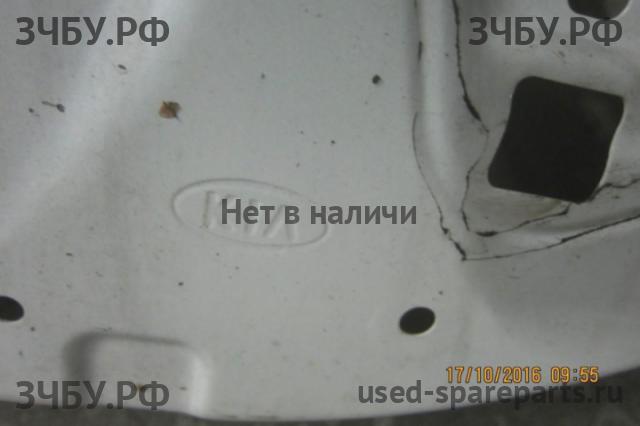 ЗЧБУ.РФ ЗЧБУ.РФ
KIA
Нет в наличи
17/10/2016 09:55
ЗЧБУ.РФ used-spareparts.ru